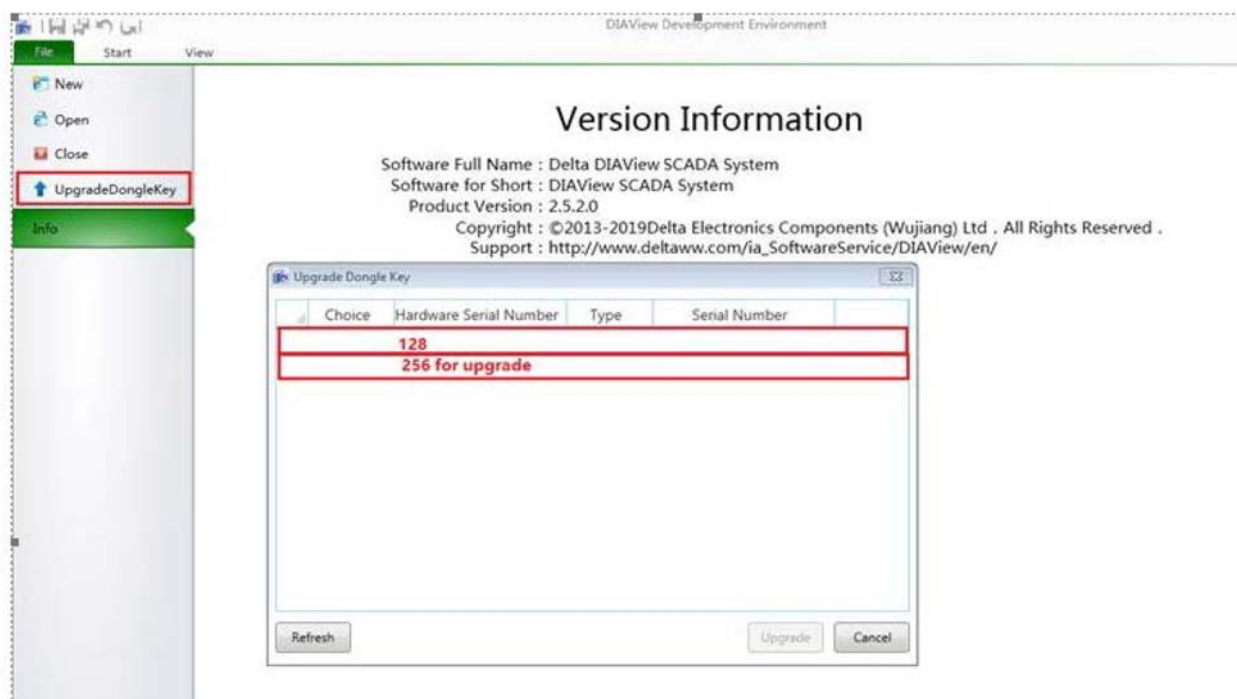 DIAView Development Environment
File Start View
New
Open
Close
UpgradeDongleKey
Info
Version Information
Software Full Name : Delta DIAView SCADA System
Software for Short : DIAView SCADA System
Product Version : 2.5.2.0
Copyright : ©2013-2019Delta Electronics Components (Wujiang) Ltd . All Rights Reserved .
Support : http://www.deltaww.com/ia_SoftwareService/DIAView/en/
Upgrade Dongle Key
Choice Hardware Serial Number Type Serial Number
128
256 for upgrade
Refresh Upgrade Cancel